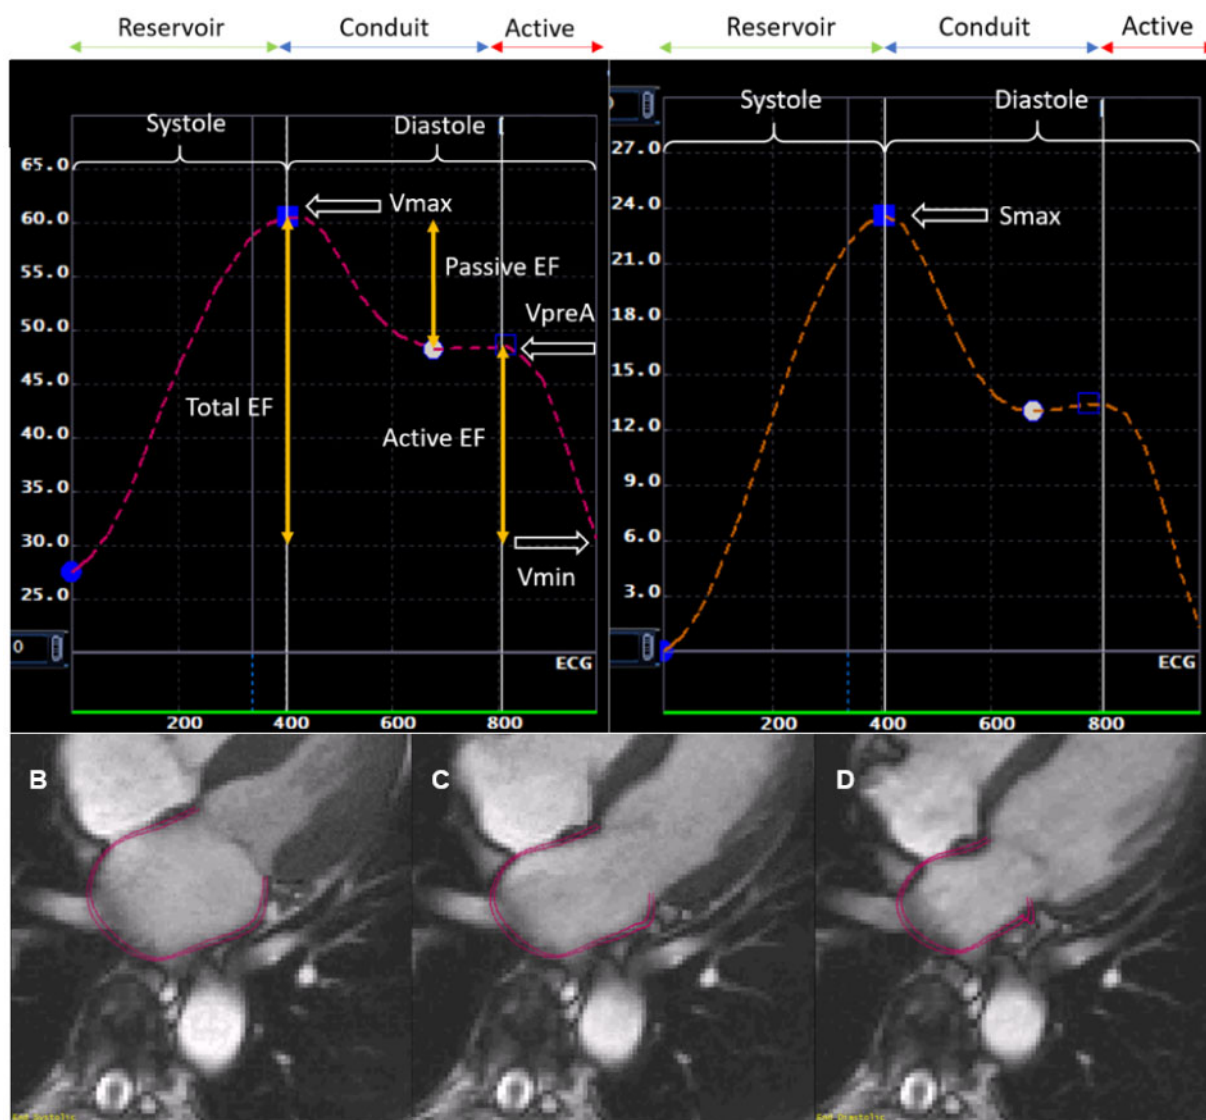 Reservoir Conduit Active Reservoir Conduit Active
Systole Diastole Systole Diastole
65.0
60.0
55.0
50.0
45.0
40.0
35.0
30.0
25.0
0
Vmax
Passive EF
VpreA
Total EF
Active EF
Vmin
ECG
200 400 600 800
27.0
24.0
21.0
18.0
15.0
12.0
9.0
6.0
3.0
Smax
ECG
200 400 600 800
B C D